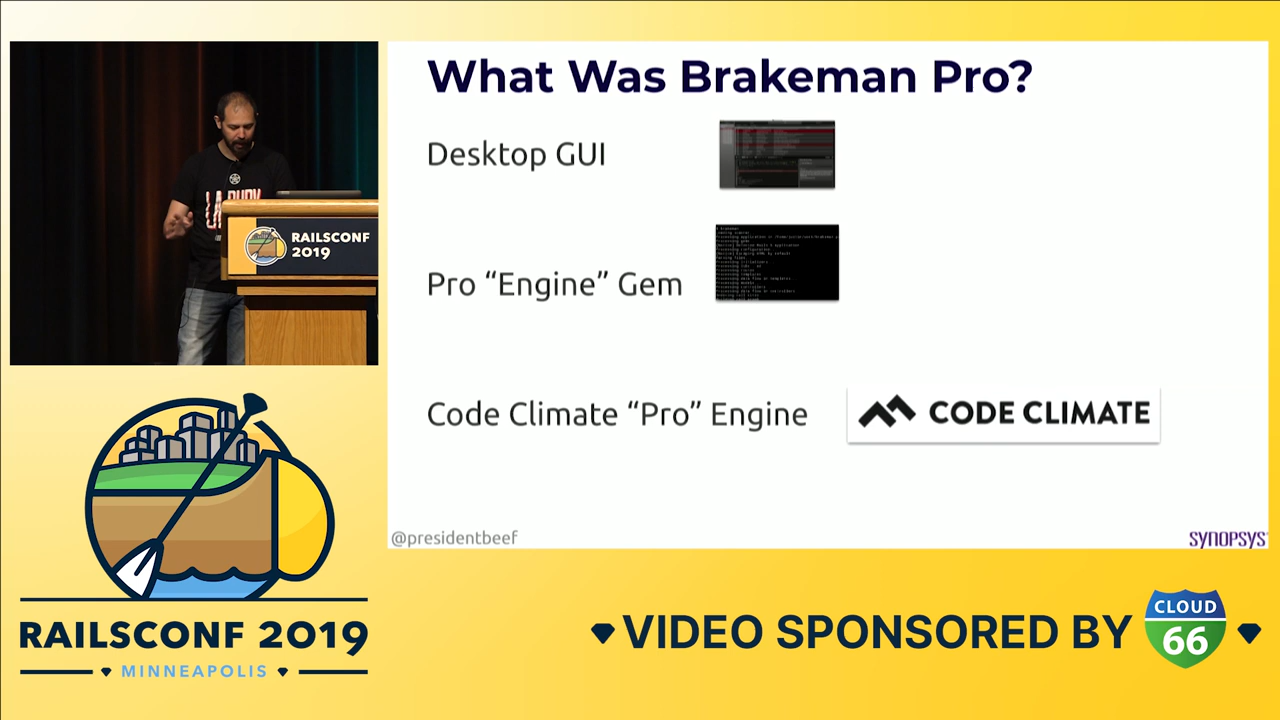 What Was Brakeman Pro?
Desktop GUI
Pro “Engine” Gem
Code Climate “Pro” Engine
CODE CLIMATE
@presidentbeef
SYNOPSYS
RAILSCONF
2019
RAILSCONF 2019
MINNEAPOLIS
VIDEO SPONSORED BY
CLOUD
66